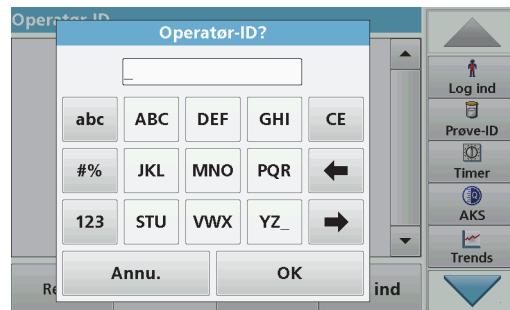 Operatør-ID
Operatør-ID?
_
abc ABC DEF GHI CE
#% JKL MNO PQR
123 STU VWX YZ_
Annu. OK
ind
Log ind
Prøve-ID
Timer
AKS
Trends